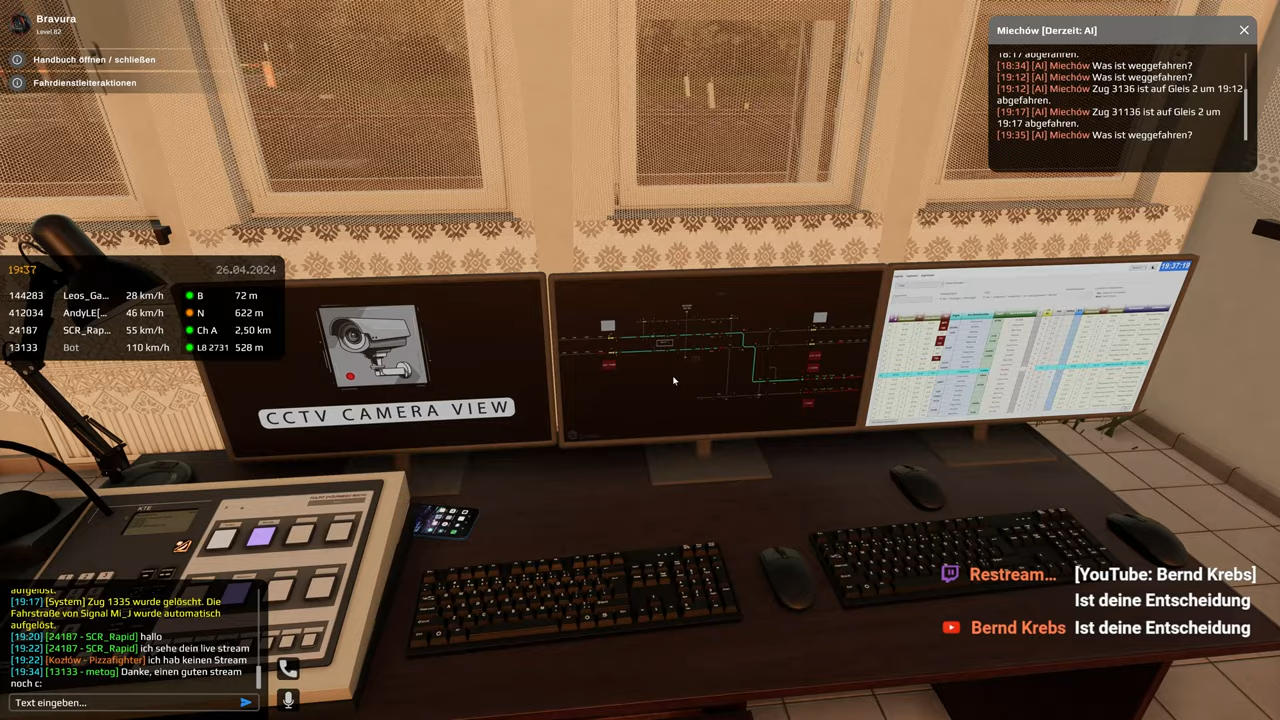 Bravura
Level 82
Handbuch öffnen / schließen
Fahrdienstleiteraktionen
Miechów [Derzeit: AI]
18:17 abgefahren.
[18:34] [AI] Miechów Was ist weggefahren?
[19:12] [AI] Miechów Was ist weggefahren?
[19:12] [AI] Miechów Zug 3136 ist auf Gleis 2 um 19:12
abgefahren.
[19:17] [AI] Miechów Zug 31136 ist auf Gleis 2 um
19:17 abgefahren.
[19:35] [AI] Miechów Was ist weggefahren?
19:37 26.04.2024
144283 Leos_Ga... 28 km/h B 72 m
412034 AndyLE[... 46 km/h N 622 m
24187 SCR_Rap... 55 km/h Ch A 2,50 km
13133 Bot 110 km/h L8 2731 528 m
19:37:19
CCTV CAMERA VIEW
KTE
Restream... [YouTube: Bernd Krebs]
Ist deine Entscheidung
Bernd Krebs Ist deine Entscheidung
aufgelöst.
[19:17] [System] Zug 1335 wurde gelöscht. Die
Fahrstraße von Signal Mi_J wurde automatisch
aufgelöst.
[19:20] [24187 - SCR_Rapid] hallo
[19:22] [24187 - SCR_Rapid] ich sehe dein live stream
[19:22] [Kozłów - Pizzafighter] ich hab keinen Stream
[19:34] [13133 - metog] Danke, einen guten stream
noch c:
Text eingeben...